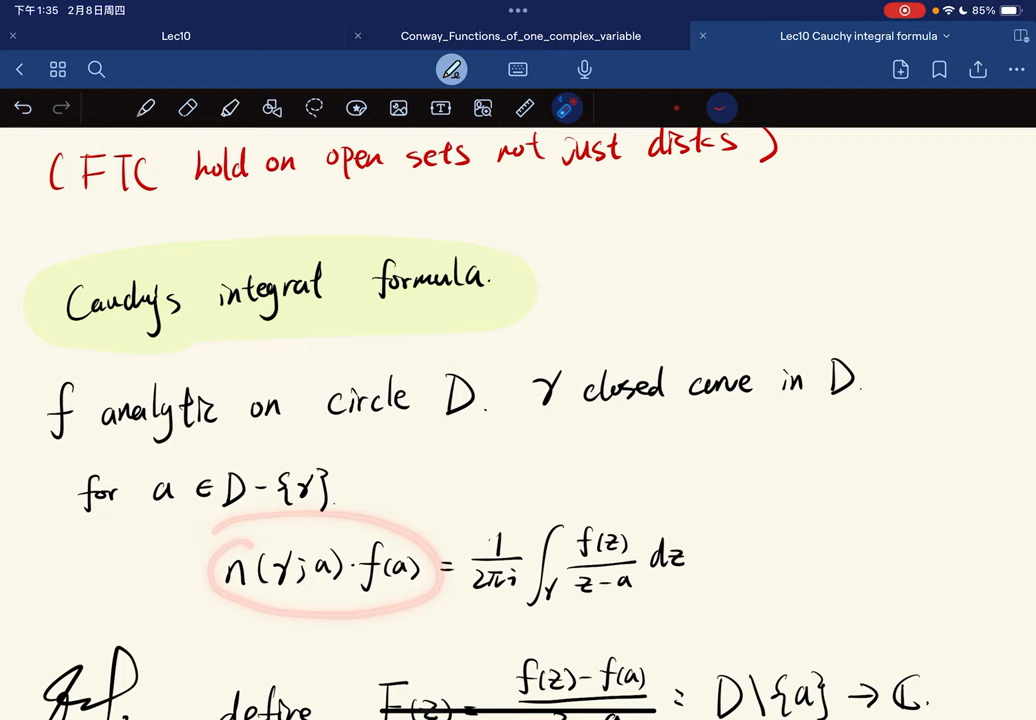 下午1:35 2月8日周四
85%
Lec10
Conway_Functions_of_one_complex_variable
Lec10 Cauchy integral formula
(FTC hold on open sets not just disks)
Cauchy's integral formula.
f analytic on circle D. γ closed curve in D.
for a ∈ D-{γ}.
n(γ;a)·f(a) = 1/2πi ∫γ f(z)/z-a dz
define F(z) = f(z)-f(a)/z-a : D\{a} → ℂ.